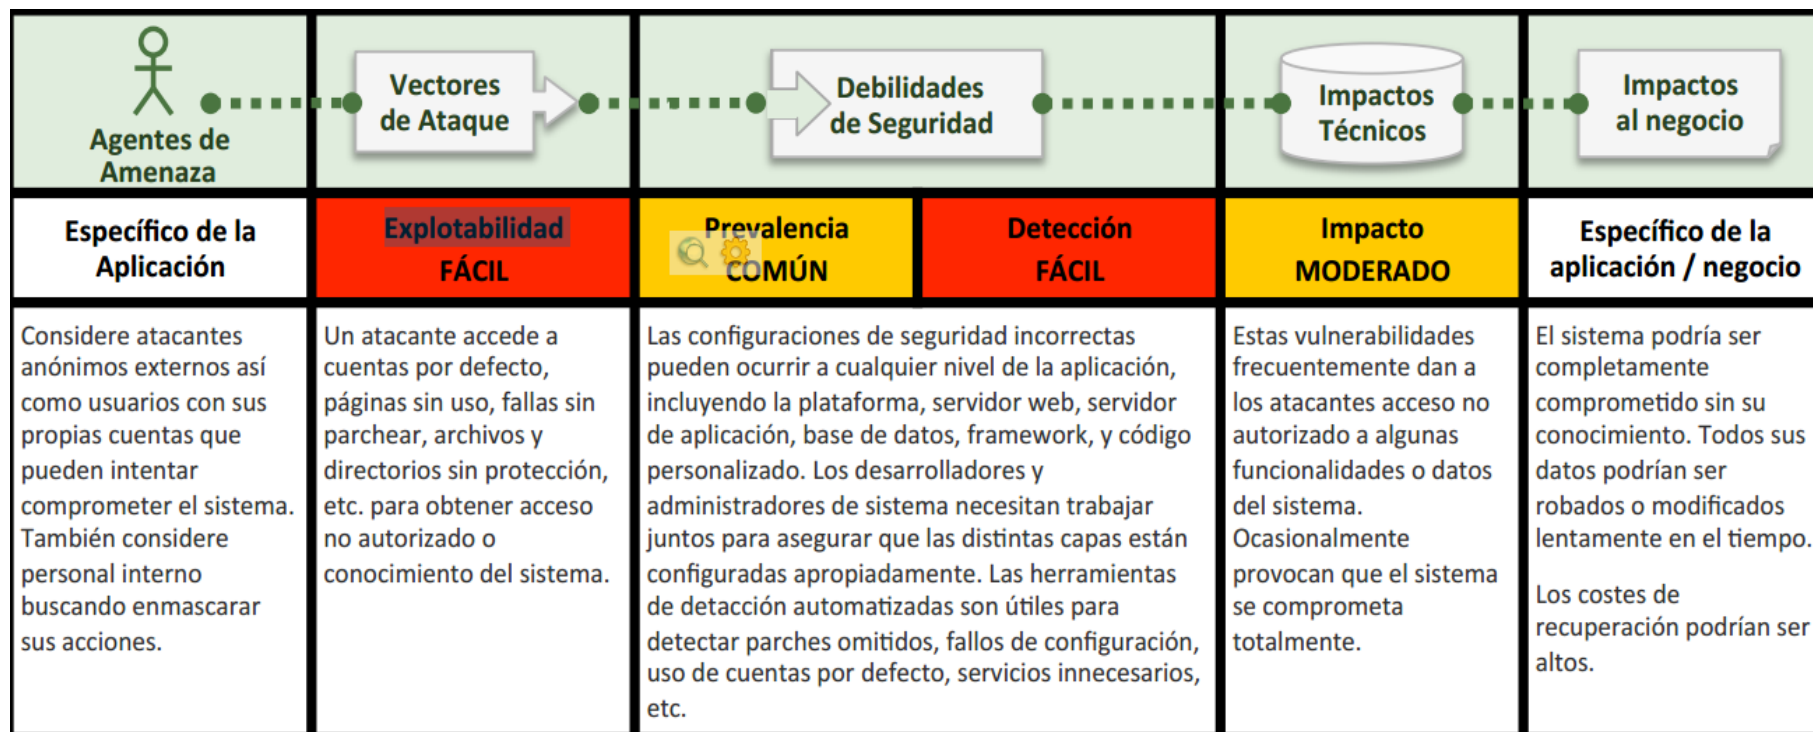 Agentes de
Amenaza
Vectores
de Ataque
Debilidades
de Seguridad
Impactos
Técnicos
Impactos
al negocio
Específico de la
Aplicación
Explotabilidad
FÁCIL
Prevalencia
COMÚN
Detección
FÁCIL
Impacto
MODERADO
Específico de la
aplicación / negocio
Considere atacantes
anónimos externos así
como usuarios con sus
propias cuentas que
pueden intentar
comprometer el sistema.
También considere
personal interno
buscando enmascarar
sus acciones.
Un atacante accede a
cuentas por defecto,
páginas sin uso, fallas sin
parchear, archivos y
directorios sin protección,
etc. para obtener acceso
no autorizado o
conocimiento del sistema.
Las configuraciones de seguridad incorrectas
pueden ocurrir a cualquier nivel de la aplicación,
incluyendo la plataforma, servidor web, servidor
de aplicación, base de datos, framework, y código
personalizado. Los desarrolladores y
administradores de sistema necesitan trabajar
juntos para asegurar que las distintas capas están
configuradas apropiadamente. Las herramientas
de detacción automatizadas son útiles para
detectar parches omitidos, fallos de configuración,
uso de cuentas por defecto, servicios innecesarios,
etc.
Estas vulnerabilidades
frecuentemente dan a
los atacantes acceso no
autorizado a algunas
funcionalidades o datos
del sistema.
Ocasionalmente
provocan que el sistema
se comprometa
totalmente.
El sistema podría ser
completamente
comprometido sin su
conocimiento. Todos sus
datos podrían ser
robados o modificados
lentamente en el tiempo.
Los costes de
recuperación podrían ser
altos.